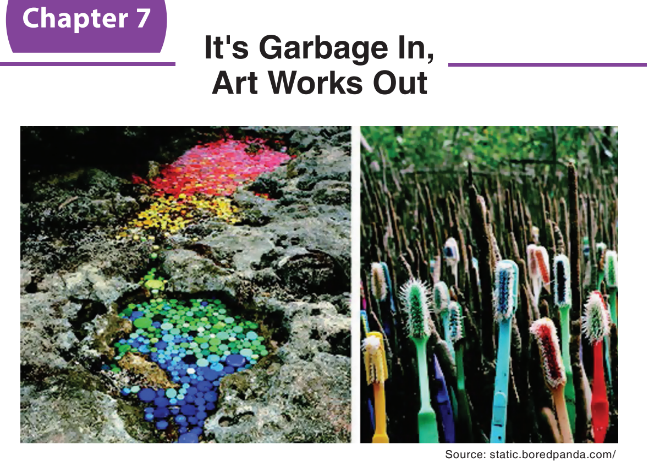 Chapter 7
It's Garbage In,
Art Works Out
Source: static.boredpanda.com/